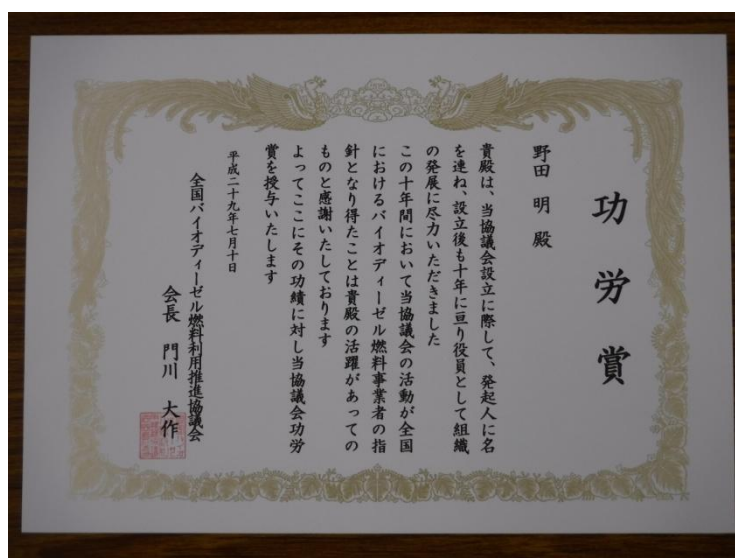 功労賞
野田 明 殿
貴殿は、当協議会設立に際して、発起人に名
を連ね、設立後も十年に亘り役員として組織
の発展に尽力いただきました
この十年間において当協議会の活動が全国
におけるバイオディーゼル燃料事業者の指
針となり得たことは貴殿の活躍があっての
ものと感謝いたしております
よってここにその功績に対し当協議会功労
賞を授与いたします
平成二十九年七月十日
全国バイオディーゼル燃料利用推進協議会
会長 門川 大作